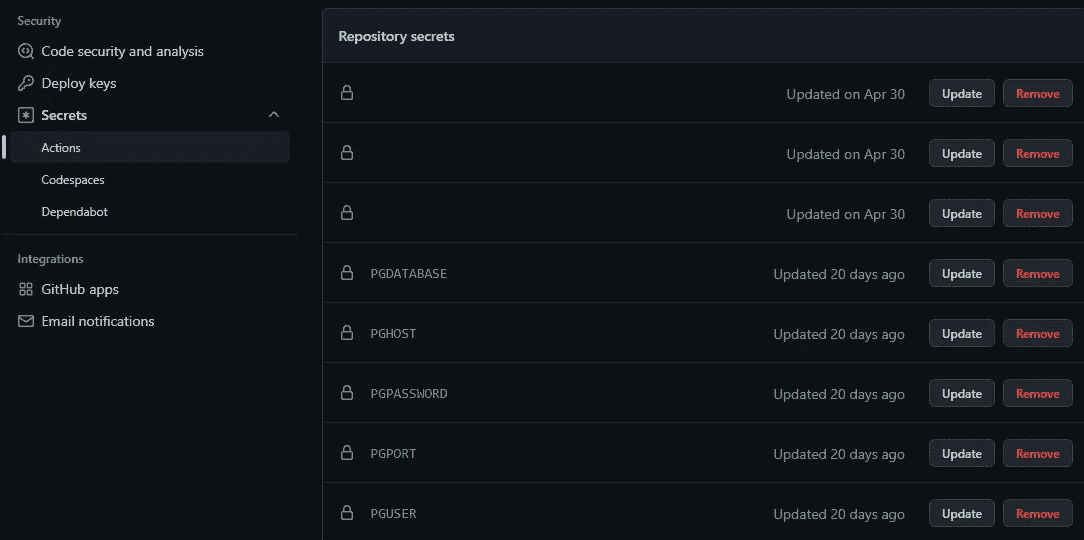 Security
Code security and analysis
Deploy keys
Secrets
Actions
Codespaces
Dependabot
Integrations
GitHub apps
Email notifications
Repository secrets
Updated on Apr 30 Update Remove
Updated on Apr 30 Update Remove
Updated on Apr 30 Update Remove
PGDATABASE Updated 20 days ago Update Remove
PGHOST Updated 20 days ago Update Remove
PGPASSWORD Updated 20 days ago Update Remove
PGPORT Updated 20 days ago Update Remove
PGUSER Updated 20 days ago Update Remove